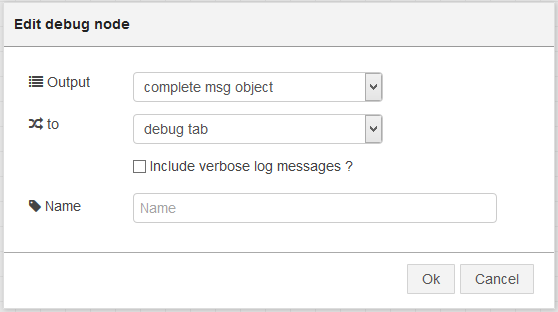 Edit debug node
Output
complete msg object
to
debug tab
Include verbose log messages ?
Name
Name
Ok
Cancel